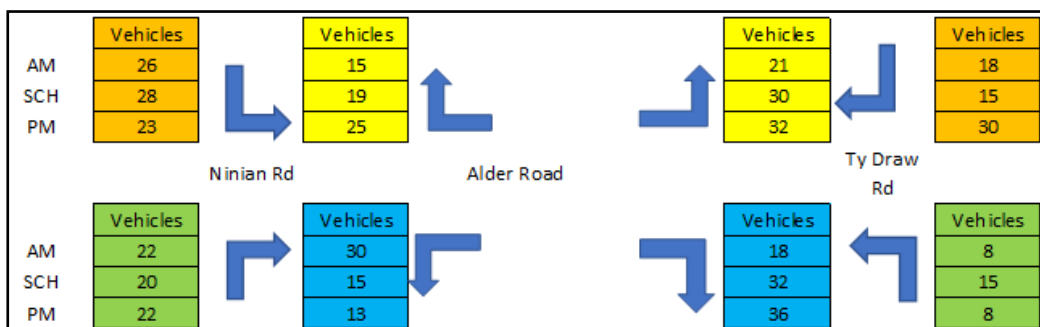 Vehicles Vehicles Vehicles Vehicles
AM 26 15 21 18
SCH 28 19 30 15
PM 23 25 32 30
Ninian Rd Alder Road Ty Draw
Rd
Vehicles Vehicles Vehicles Vehicles
AM 22 30 18 8
SCH 20 15 32 15
PM 22 13 36 8